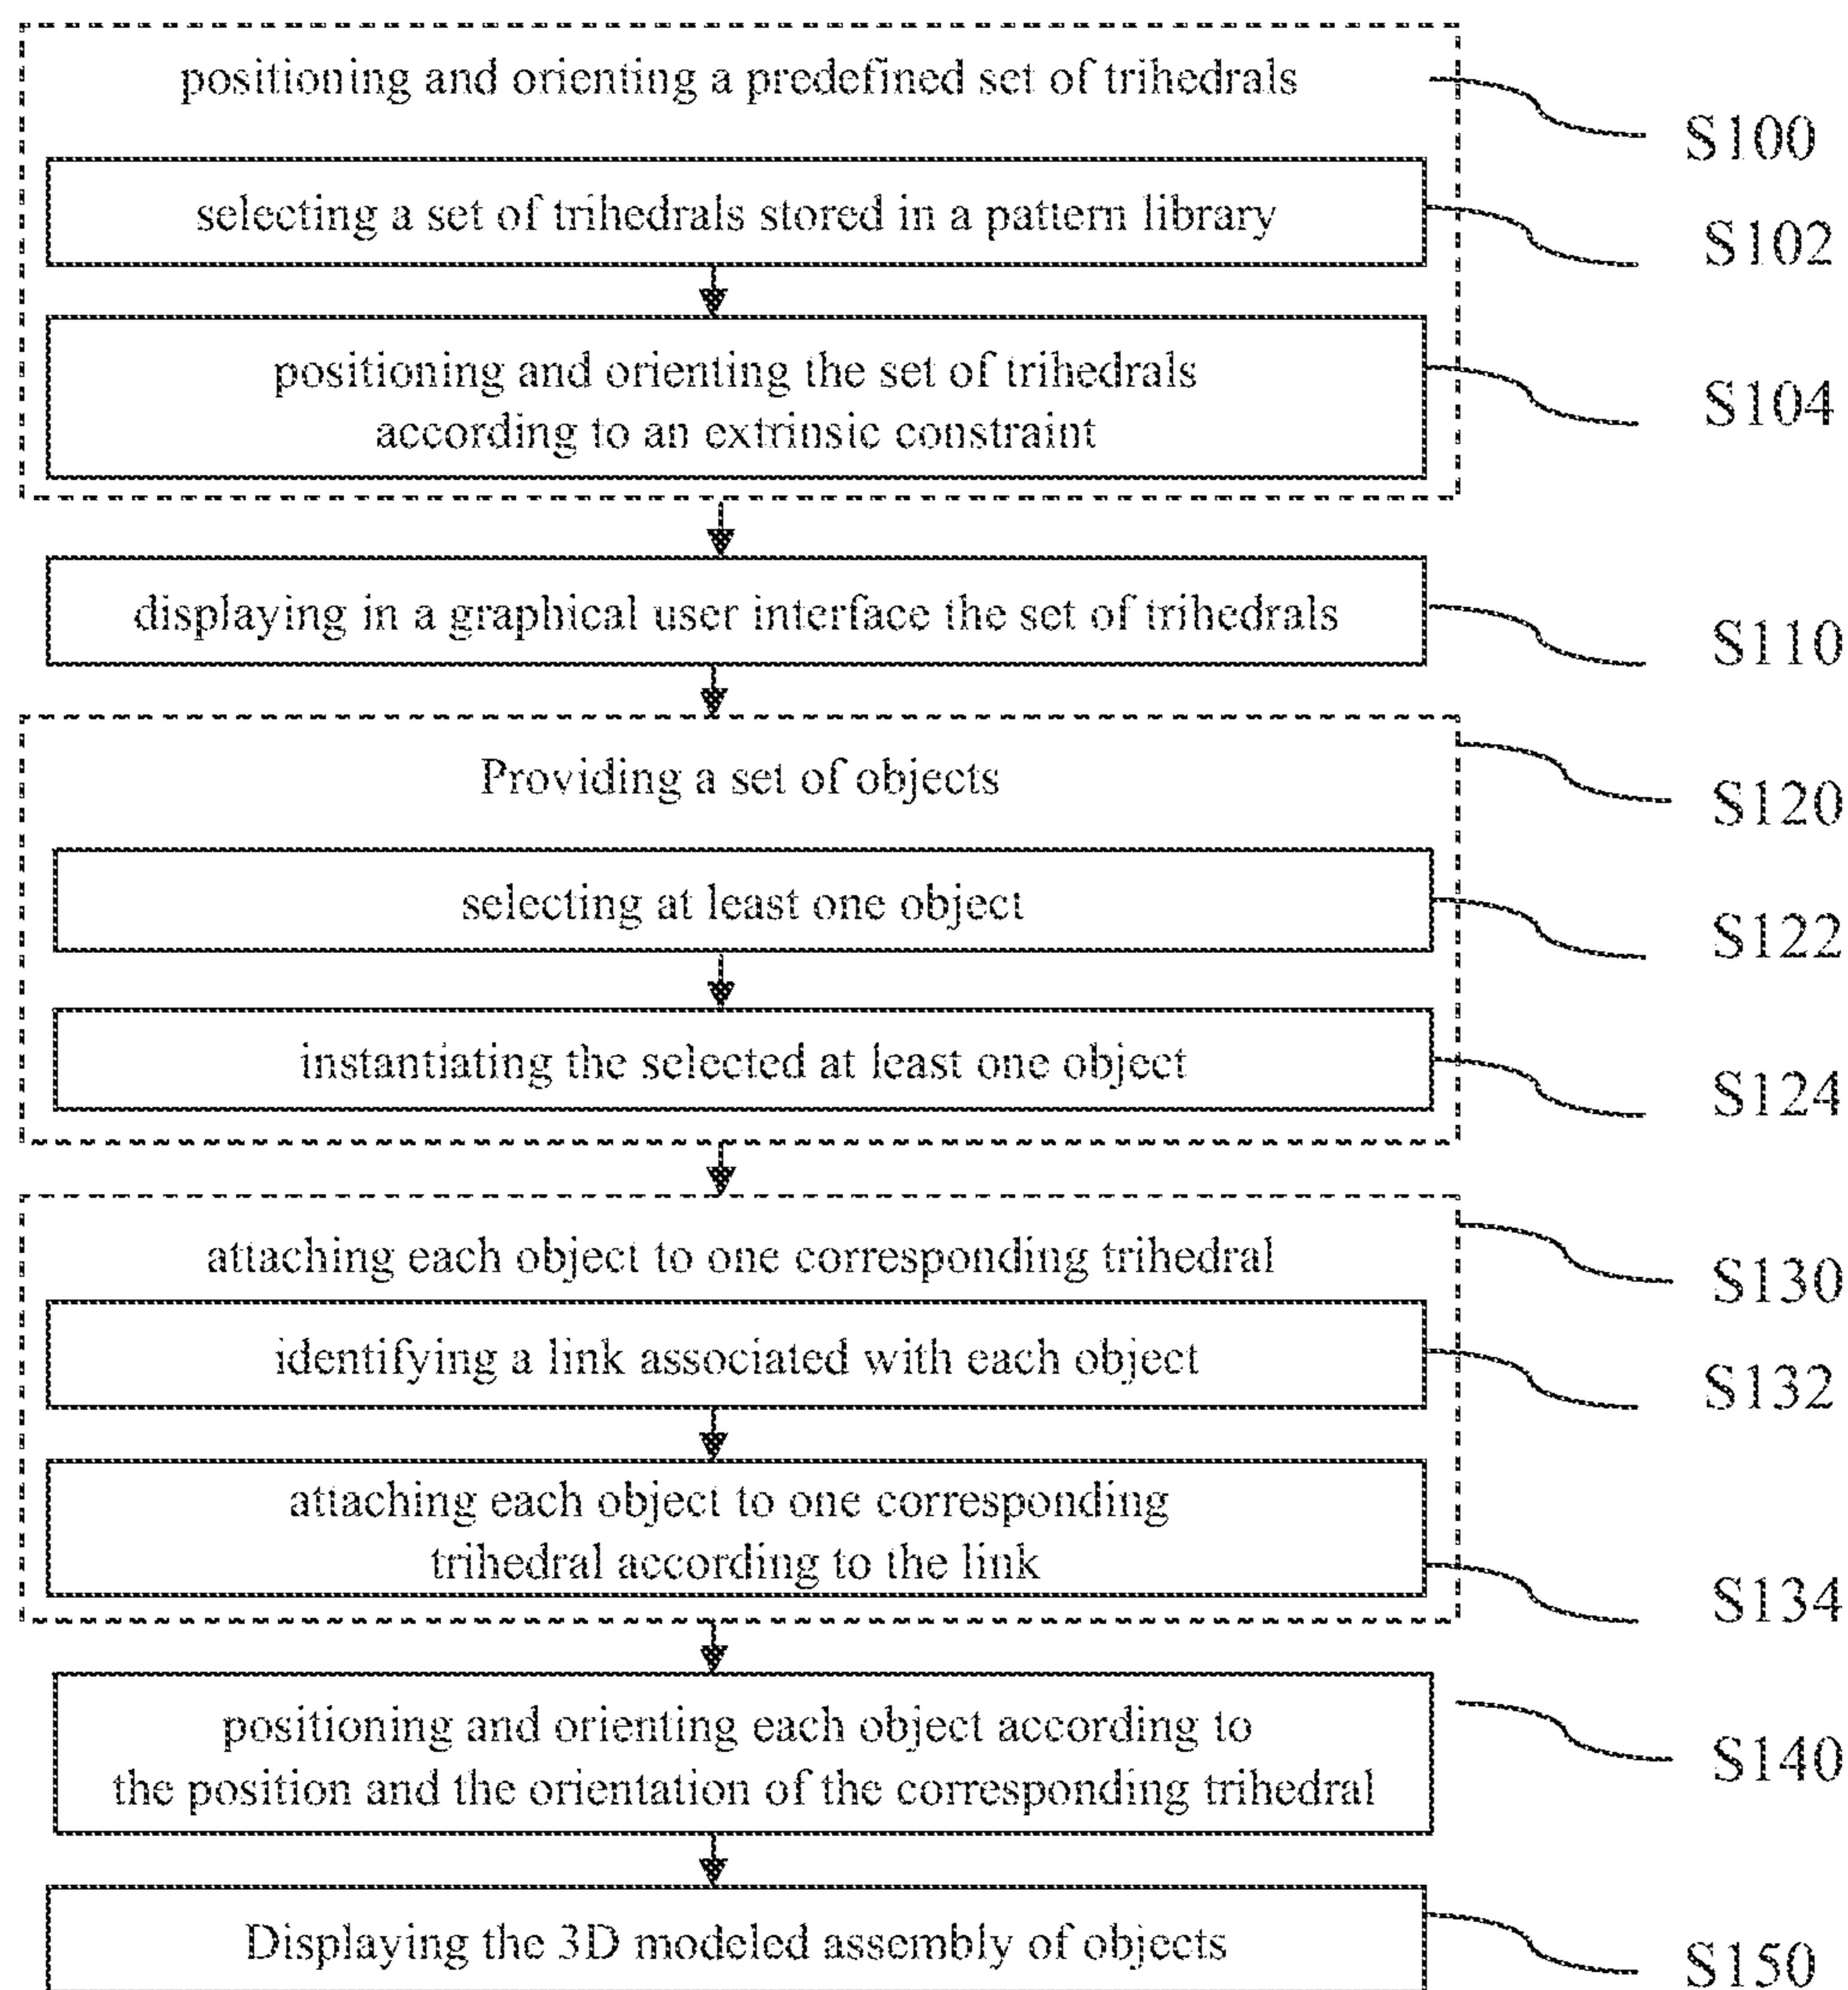 positioning and orienting a predefined set of trihedrals
S100
selecting a set of trihedrals stored in a pattern library
S102
positioning and orienting the set of trihedrals
according to an extrinsic constraint
S104
displaying in a graphical user interface the set of trihedrals
S110
Providing a set of objects
S120
selecting at least one object
S122
instantiating the selected at least one object
S124
attaching each object to one corresponding trihedral
S130
identifying a link associated with each object
S132
attaching each object to one corresponding
trihedral according to the link
S134
positioning and orienting each object according to
the position and the orientation of the corresponding trihedral
S140
Displaying the 3D modeled assembly of objects
S150